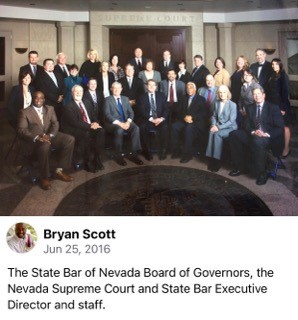 SUPREME COURT
Bryan Scott
Jun 25, 2016
The State Bar of Nevada Board of Governors, the
Nevada Supreme Court and State Bar Executive
Director and staff.